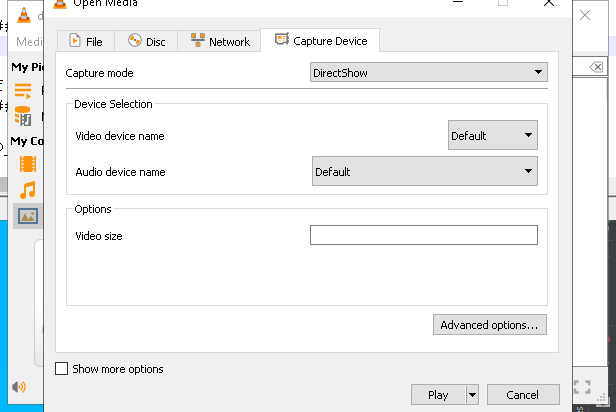 Open Media
Medi
File
Disc
Network
Capture Device
My Pi
Capture mode
DirectShow
Device Selection
My Co
Video device name
Default
Audio device name
Default
Options
Video size
Advanced options...
Show more options
Play
Cancel